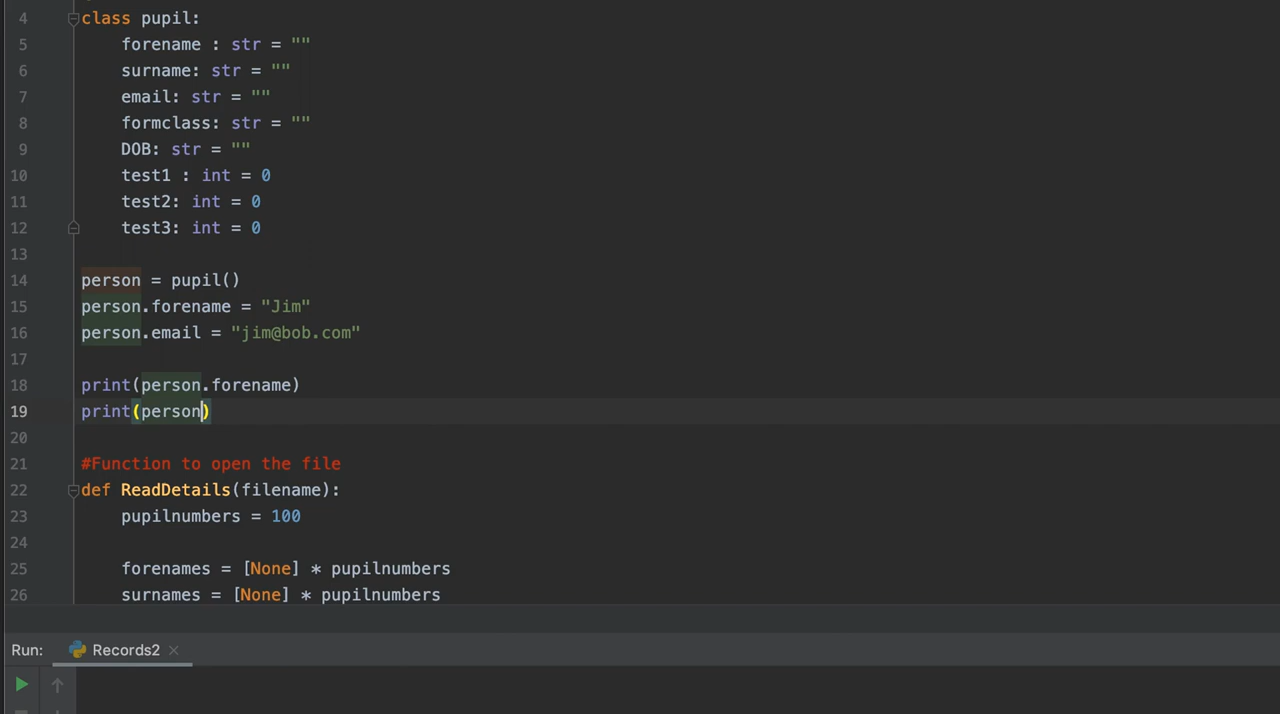 4 class pupil:
5 forename : str = ""
6 surname: str = ""
7 email: str = ""
8 formclass: str = ""
9 DOB: str = ""
10 test1 : int = 0
11 test2: int = 0
12 test3: int = 0
13
14 person = pupil()
15 person.forename = "Jim"
16 person.email = "jim@bob.com"
17
18 print(person.forename)
19 print(person)
20
21 #Function to open the file
22 def ReadDetails(filename):
23 pupilnumbers = 100
24
25 forenames = [None] * pupilnumbers
26 surnames = [None] * pupilnumbers
Run: Records2